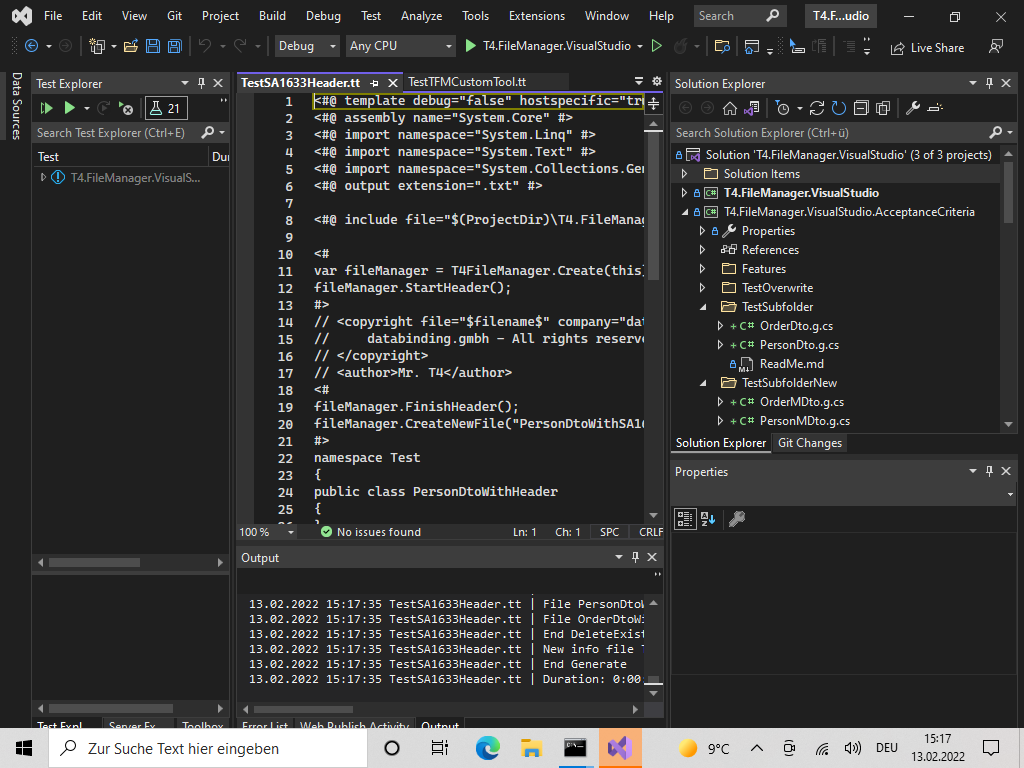 File Edit View Git Project Build Debug Test Analyze Tools Extensions Window Help Search T4.F...udio
Debug Any CPU T4.FileManager.VisualStudio Live Share
Data Sources
Test Explorer
21
Search Test Explorer (Ctrl+E)
Test Du
T4.FileManager.VisualS...
TestSA1633Header.tt TestTFMCustomTool.tt
1 <#@ template debug="false" hostspecific="tr
2 <#@ assembly name="System.Core" #>
3 <#@ import namespace="System.Linq" #>
4 <#@ import namespace="System.Text" #>
5 <#@ import namespace="System.Collections.Ge
6 <#@ output extension=".txt" #>
7
8 <#@ include file="$(ProjectDir)\T4.FileMana
9
10 <#
11 var fileManager = T4FileManager.Create(this
12 fileManager.StartHeader();
13 #>
14 // <copyright file="$filename$" company="dat
15 //     databinding.gmbh - All rights reserve
16 // </copyright>
17 // <author>Mr. T4</author>
18 <#
19 fileManager.FinishHeader();
20 fileManager.CreateNewFile("PersonDtoWithSA1
21 #>
22 namespace Test
23 {
24 public class PersonDtoWithHeader
25 {
100 % No issues found Ln: 1 Ch: 1 SPC CRLF
Output
13.02.2022 15:17:35 TestSA1633Header.tt | File PersonDtoW
13.02.2022 15:17:35 TestSA1633Header.tt | File OrderDtoWi
13.02.2022 15:17:35 TestSA1633Header.tt | End DeleteExist
13.02.2022 15:17:35 TestSA1633Header.tt | New info file
13.02.2022 15:17:35 TestSA1633Header.tt | End Generate
13.02.2022 15:17:35 TestSA1633Header.tt | Duration: 0:00
Test Expl... Server Ex... Toolbox
Error List Web Publish Activity Output
Solution Explorer
Search Solution Explorer (Ctrl+ü)
Solution 'T4.FileManager.VisualStudio' (3 of 3 projects)
Solution Items
T4.FileManager.VisualStudio
T4.FileManager.VisualStudio.AcceptanceCriteria
Properties
References
Features
TestOverwrite
TestSubfolder
C# OrderDto.g.cs
C# PersonDto.g.cs
ReadMe.md
TestSubfolderNew
C# OrderMDto.g.cs
C# PersonMDto.g.cs
Solution Explorer Git Changes
Properties
Zur Suche Text hier eingeben
9°C DEU 15:17
13.02.2022